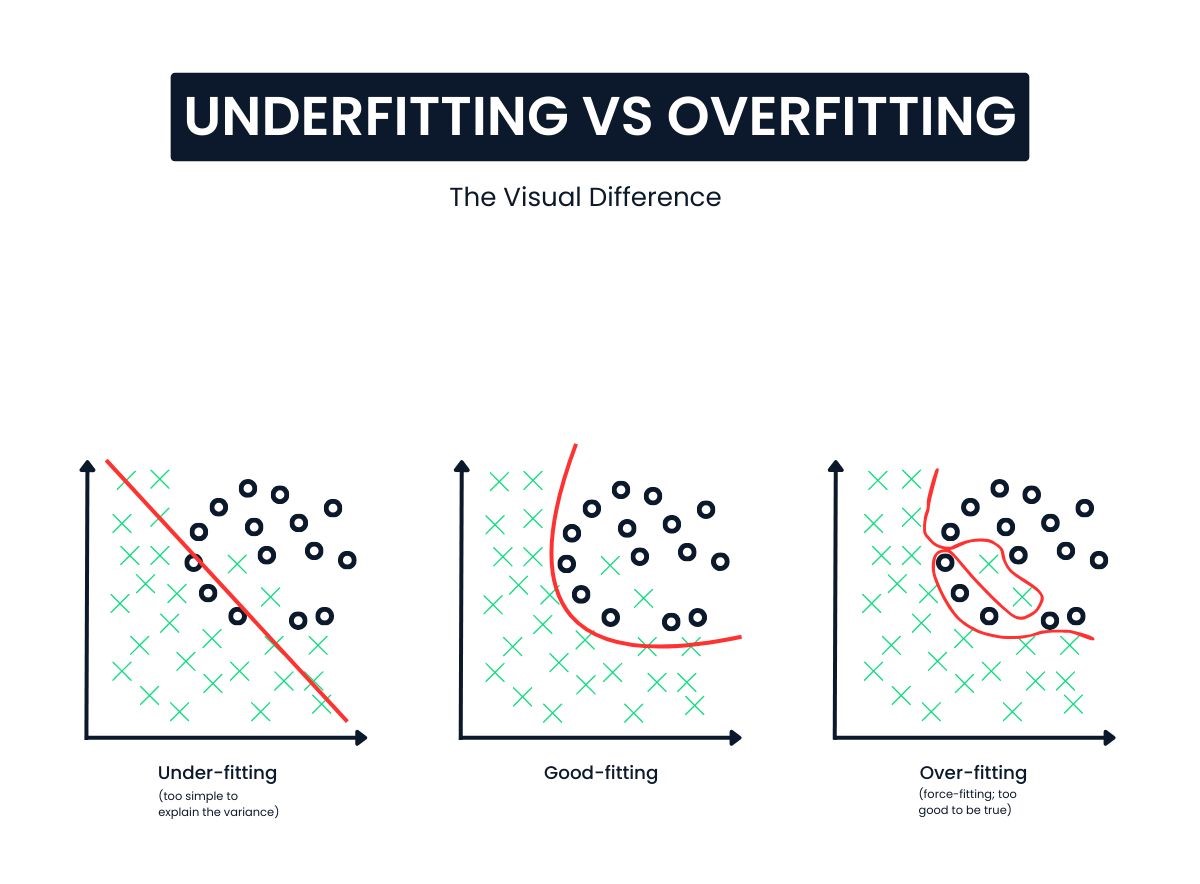 UNDERFITTING VS OVERFITTING
The Visual Difference
Under-fitting
(too simple to
explain the variance)
Good-fitting
Over-fitting
(force-fitting; too
good to be true)